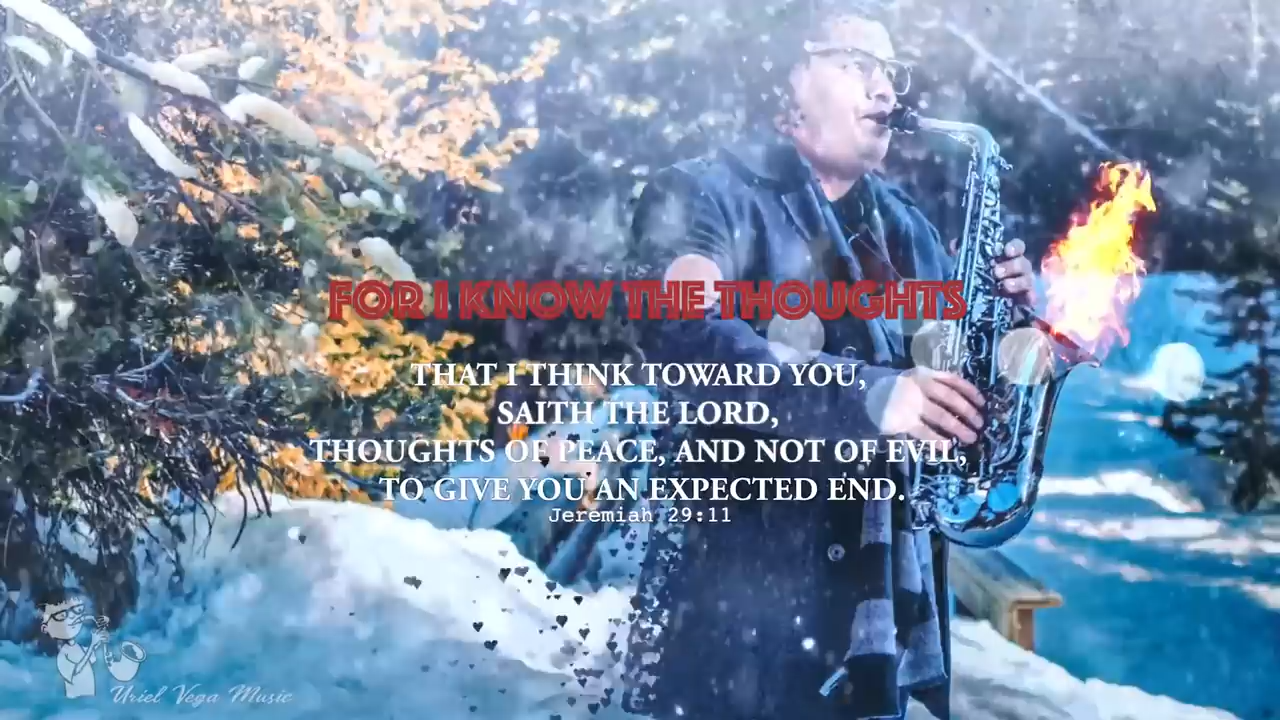 FOR I KNOW THE THOUGHTS
THAT I THINK TOWARD YOU,
SAITH THE LORD,
THOUGHTS OF PEACE, AND NOT OF EVIL,
TO GIVE YOU AN EXPECTED END.
Jeremiah 29:11
Uriel Vega Music